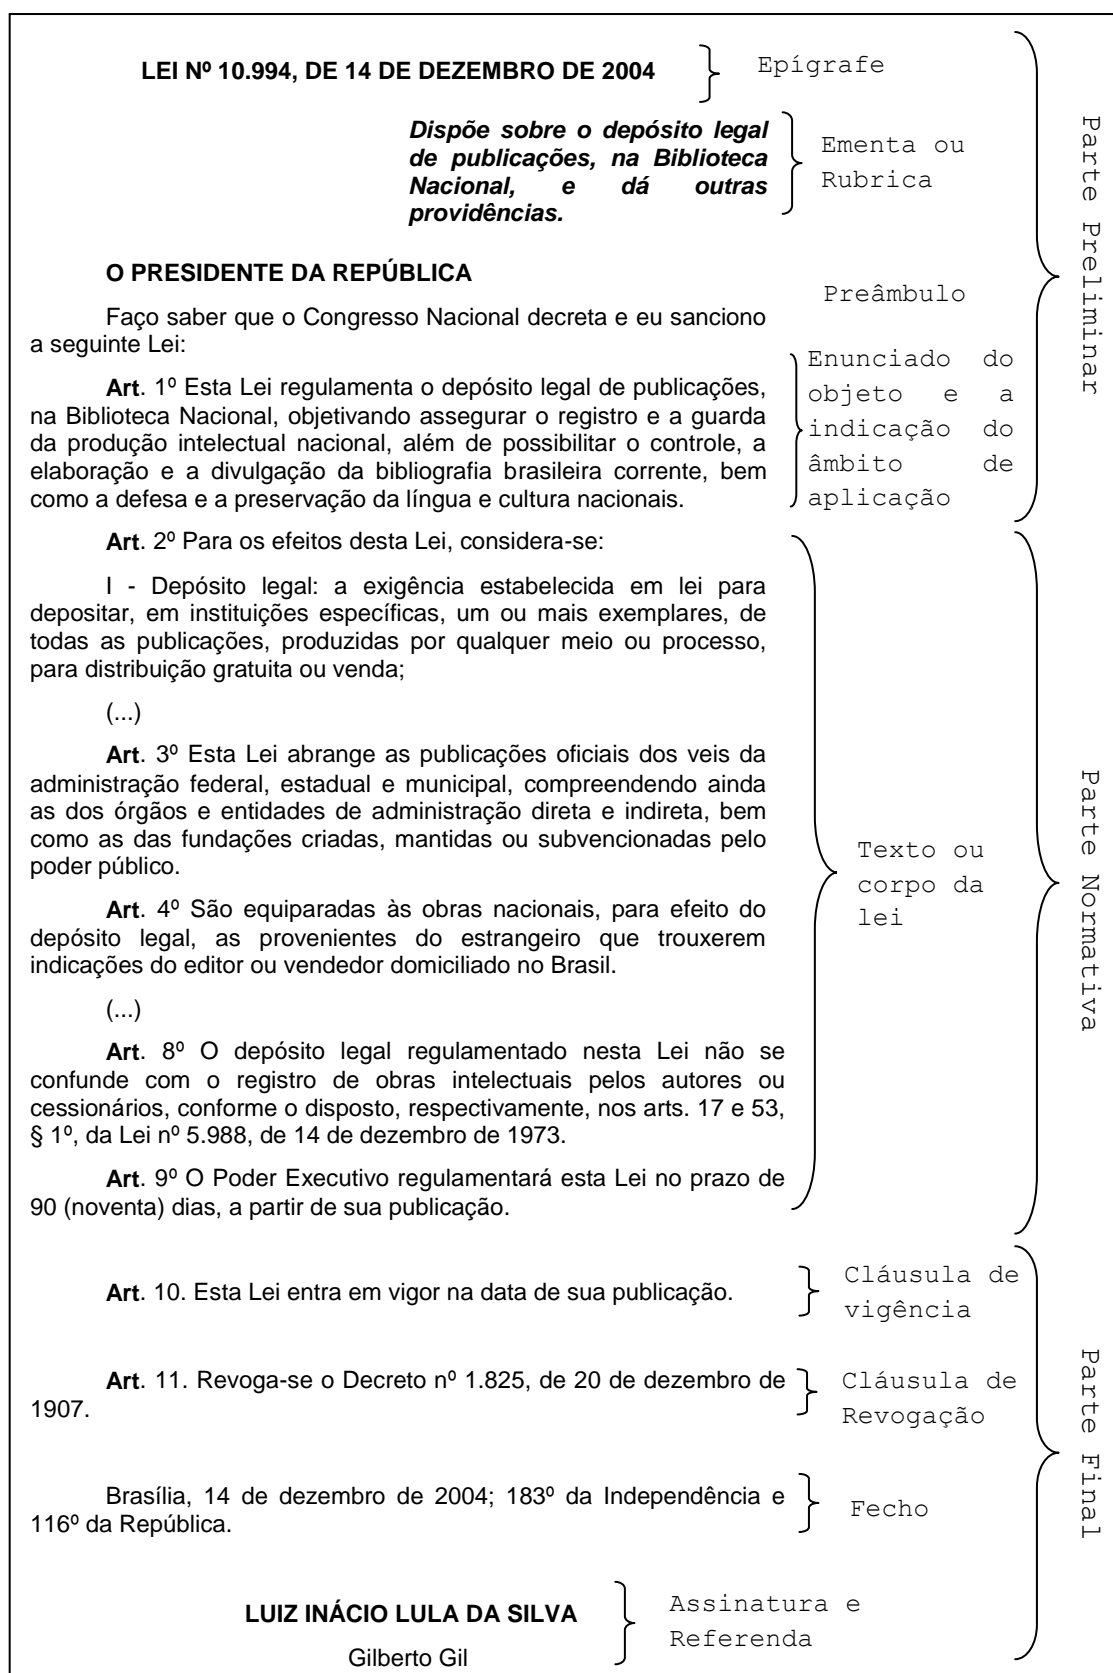 LEI Nº 10.994, DE 14 DE DEZEMBRO DE 2004
Epígrafe
Dispõe sobre o depósito legal
de publicações, na Biblioteca
Nacional, e dá outras
providências.
Ementa ou
Rubrica
O PRESIDENTE DA REPÚBLICA
Preâmbulo
Faço saber que o Congresso Nacional decreta e eu sanciono
a seguinte Lei:
Art. 1º Esta Lei regulamenta o depósito legal de publicações,
na Biblioteca Nacional, objetivando assegurar o registro e a guarda
da produção intelectual nacional, além de possibilitar o controle, a
elaboração e a divulgação da bibliografia brasileira corrente, bem
como a defesa e a preservação da língua e cultura nacionais.
Enunciado do
objeto e a
indicação do
âmbito de
aplicação
Parte Preliminar
Art. 2º Para os efeitos desta Lei, considera-se:
I - Depósito legal: a exigência estabelecida em lei para
depositar, em instituições específicas, um ou mais exemplares, de
todas as publicações, produzidas por qualquer meio ou processo,
para distribuição gratuita ou venda;
(...)
Art. 3º Esta Lei abrange as publicações oficiais dos veis da
administração federal, estadual e municipal, compreendendo ainda
as dos órgãos e entidades de administração direta e indireta, bem
como as das fundações criadas, mantidas ou subvencionadas pelo
poder público.
Art. 4º São equiparadas às obras nacionais, para efeito do
depósito legal, as provenientes do estrangeiro que trouxerem
indicações do editor ou vendedor domiciliado no Brasil.
(...)
Art. 8º O depósito legal regulamentado nesta Lei não se
confunde com o registro de obras intelectuais pelos autores ou
cessionários, conforme o disposto, respectivamente, nos arts. 17 e 53,
§ 1º, da Lei nº 5.988, de 14 de dezembro de 1973.
Art. 9º O Poder Executivo regulamentará esta Lei no prazo de
90 (noventa) dias, a partir de sua publicação.
Texto ou
corpo da
lei
Parte Normativa
Art. 10. Esta Lei entra em vigor na data de sua publicação.
Cláusula de
vigência
Art. 11. Revoga-se o Decreto nº 1.825, de 20 de dezembro de
1907.
Cláusula de
Revogação
Brasília, 14 de dezembro de 2004; 183º da Independência e
116º da República.
Fecho
LUIZ INÁCIO LULA DA SILVA
Gilberto Gil
Assinatura e
Referenda
Parte Final